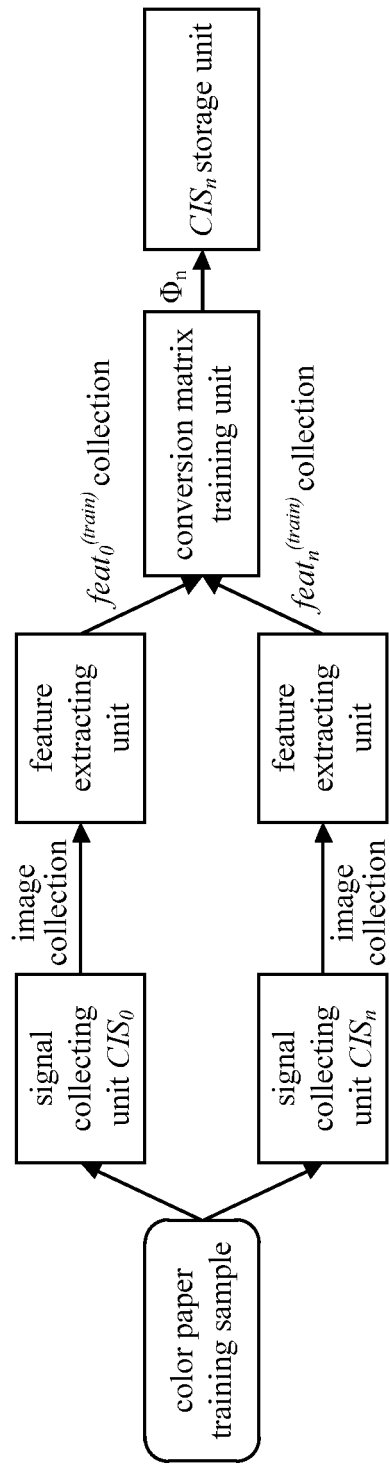 color paper
training sample
signal
collecting
unit CIS₀
image
collection
feature
extracting
unit
feat₀⁽ᵗʳᵃⁱⁿ⁾ collection
signal
collecting
unit CISₙ
image
collection
feature
extracting
unit
featₙ⁽ᵗʳᵃⁱⁿ⁾ collection
conversion matrix
training unit
Φₙ
CISₙ storage unit